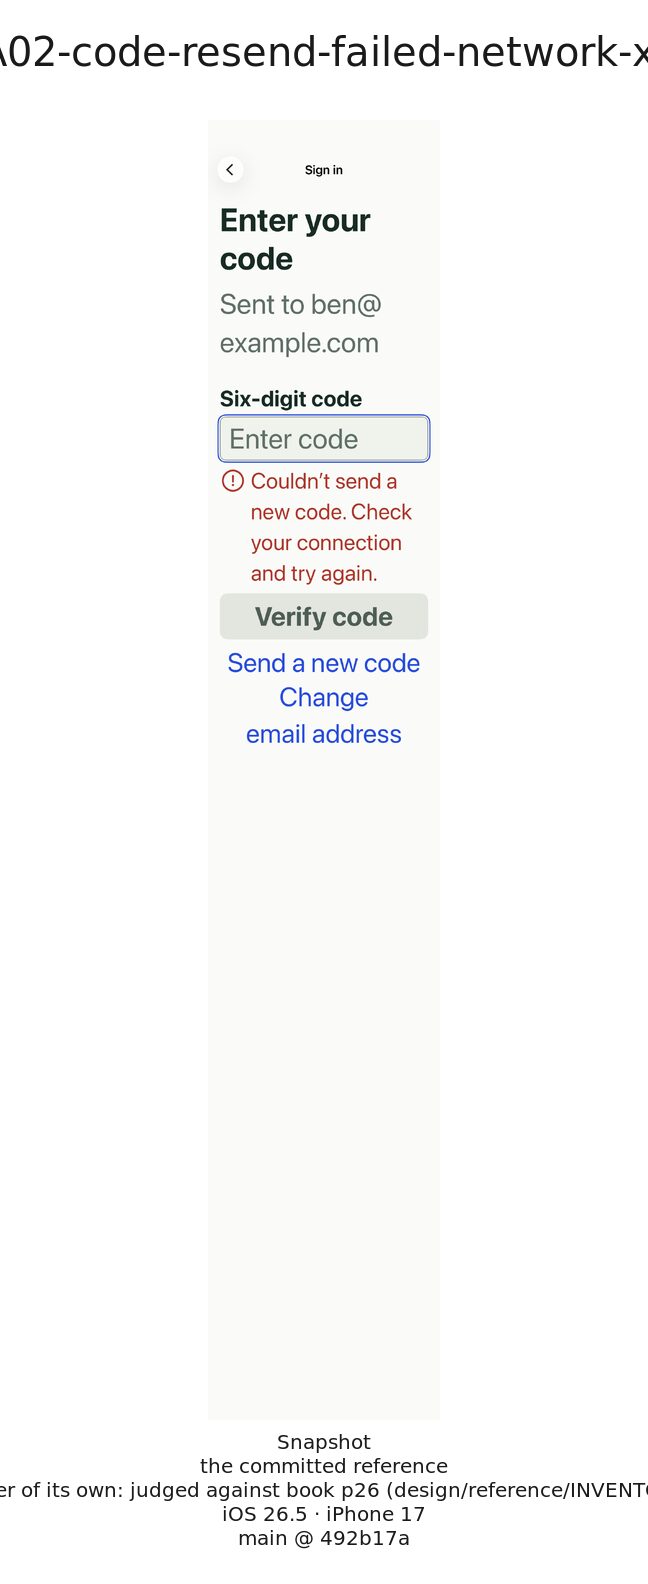 A02-code-resend-failed-network-x
Sign in
Enter your
code
Sent to ben@
example.com
Six-digit code
Enter code
Couldn’t send a
new code. Check
your connection
and try again.
Verify code
Send a new code
Change
email address
Snapshot
the committed reference
er of its own: judged against book p26 (design/reference/INVENTO
iOS 26.5 · iPhone 17
main @ 492b17a